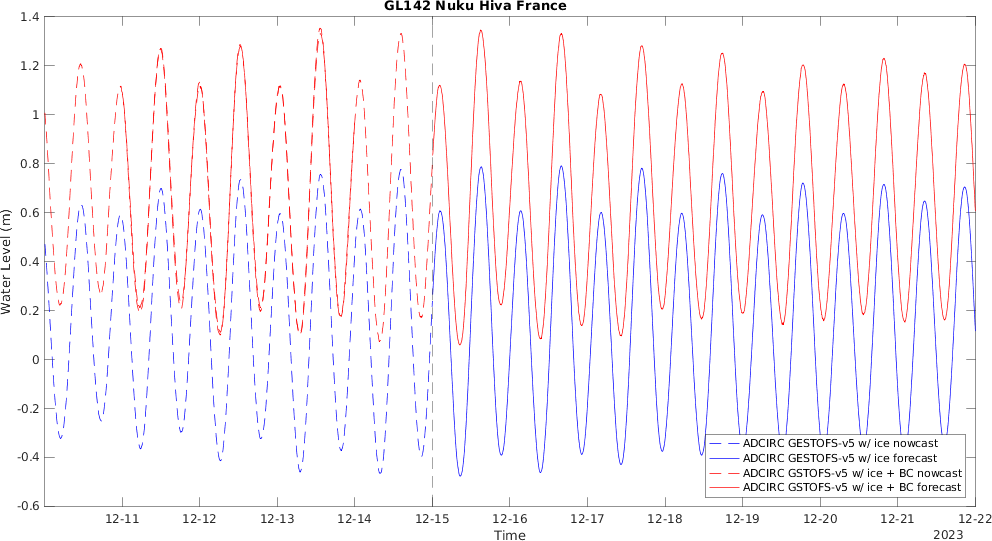 GL142 Nuku Hiva France
1.4
1.2
1
0.8
0.6
0.4
0.2
0
-0.2
-0.4
-0.6
Water Level (m)
ADCIRC GESTOFS-v5 w/ ice nowcast
ADCIRC GESTOFS-v5 w/ ice forecast
ADCIRC GSTOFS-v5 w/ ice + BC nowcast
ADCIRC GSTOFS-v5 w/ ice + BC forecast
12-11 12-12 12-13 12-14 12-15 12-16 12-17 12-18 12-19 12-20 12-21 12-22
Time
2023